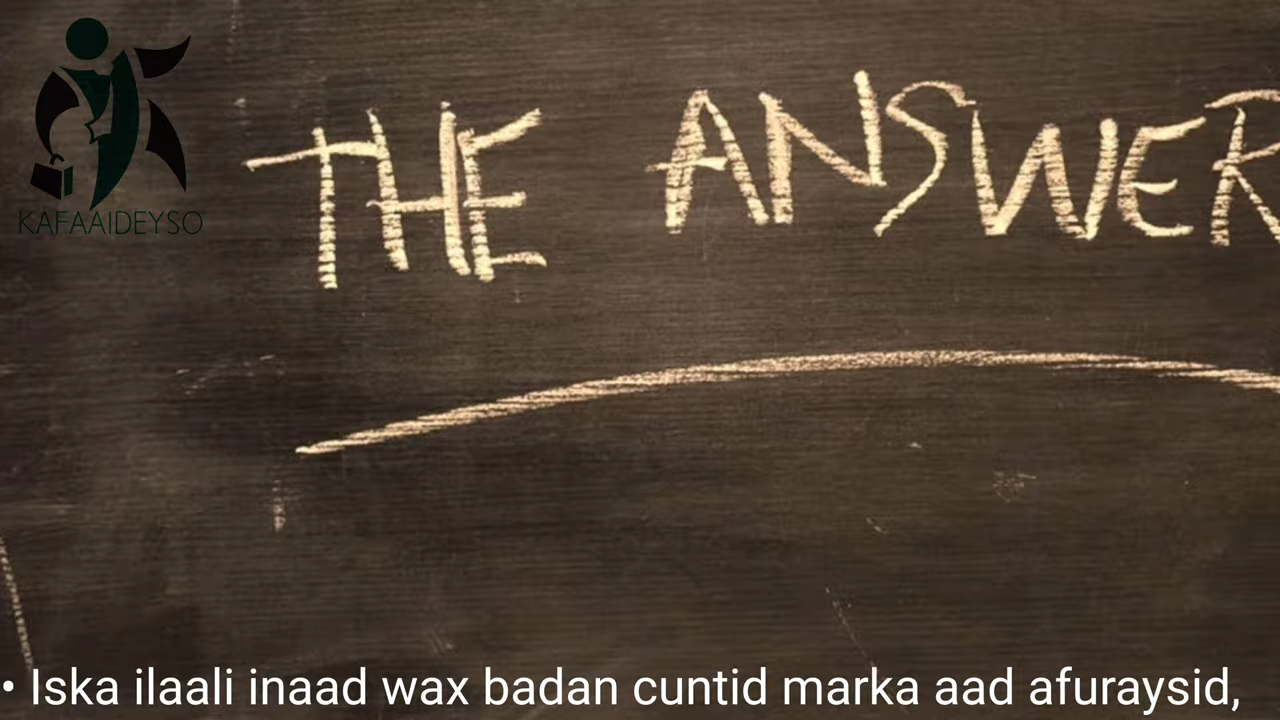 KAFAAIDEYSO
THE ANSWER
• Iska ilaali inaad wax badan cuntid marka aad afuraysid,